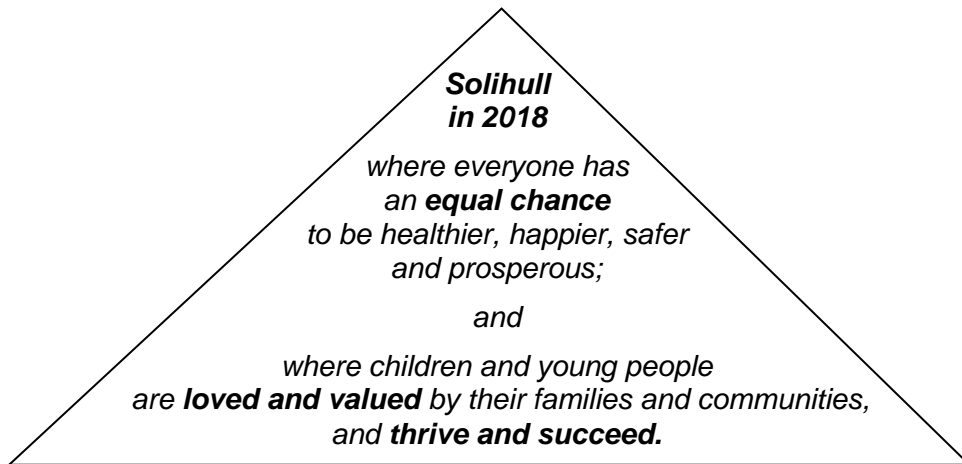 Solihull
in 2018
where everyone has
an equal chance
to be healthier, happier, safer
and prosperous;
and
where children and young people
are loved and valued by their families and communities,
and thrive and succeed.